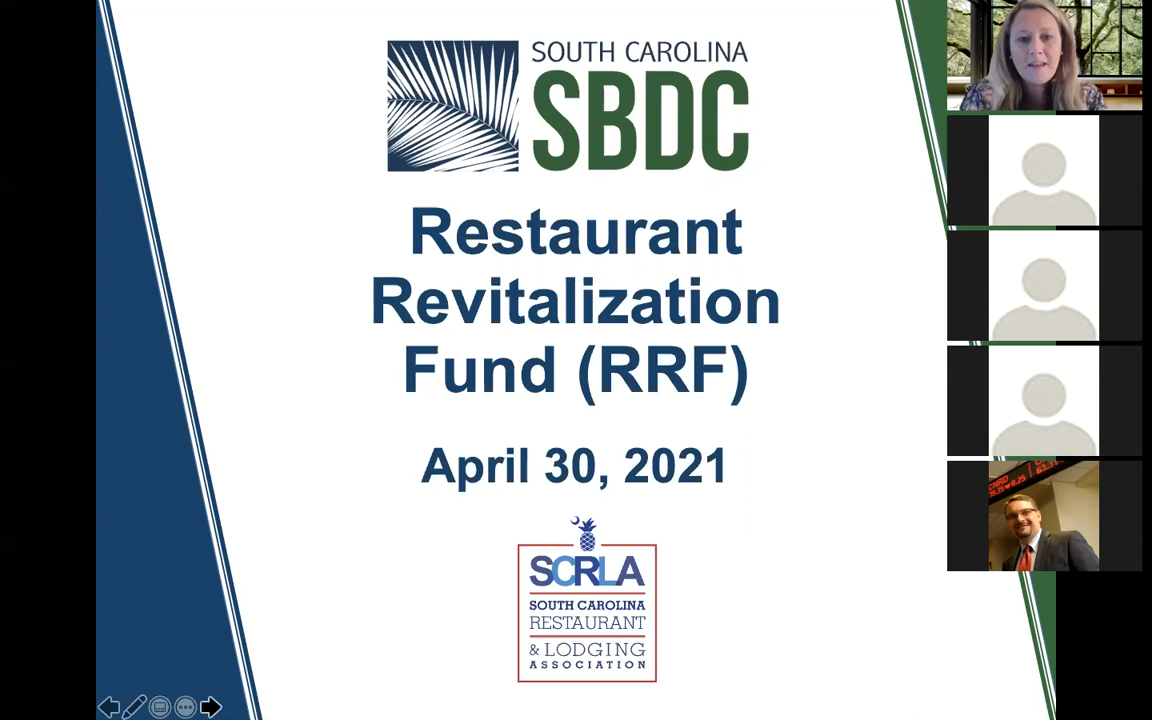 SOUTH CAROLINA
SBDC
Restaurant
Revitalization
Fund (RRF)
April 30, 2021
SCRLA
SOUTH CAROLINA
RESTAURANT
& LODGING
ASSOCIATION